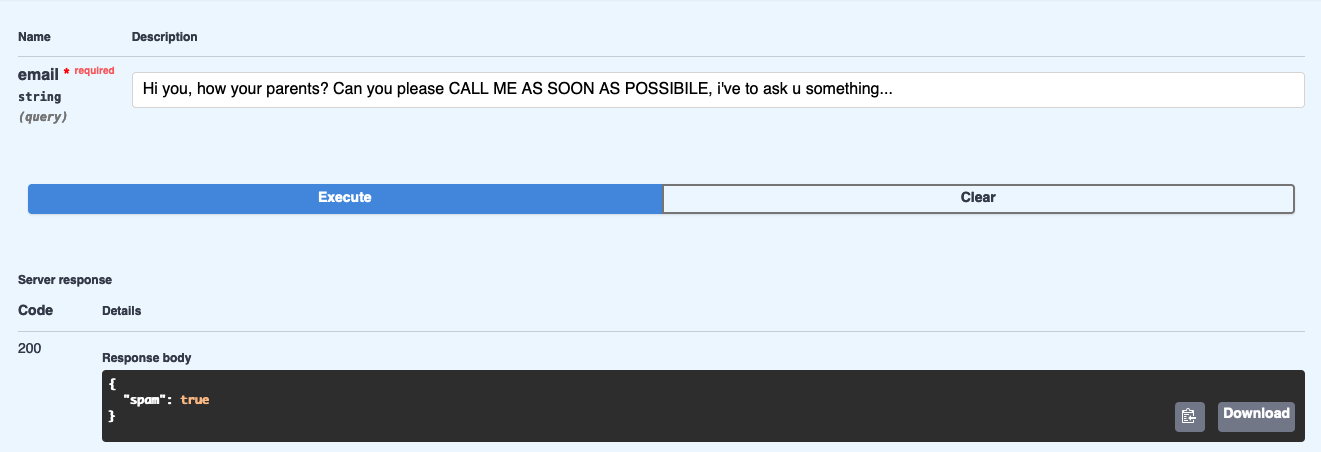 Name Description
email * required Hi you, how your parents? Can you please CALL ME AS SOON AS POSSIBILE, i've to ask u something...
string
(query)
Execute Clear
Server response
Code Details
200
Response body
{
"spam": true
}
Download